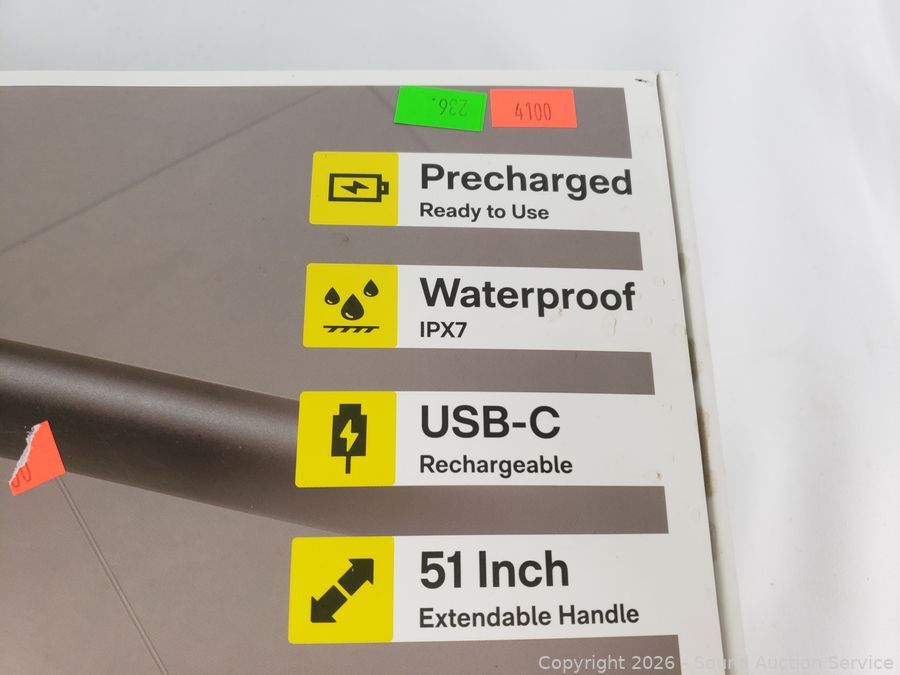 236.
4100
Precharged
Ready to Use
Waterproof
IPX7
USB-C
Rechargeable
51 Inch
Extendable Handle
Copyright 2026 - Sound Auction Service